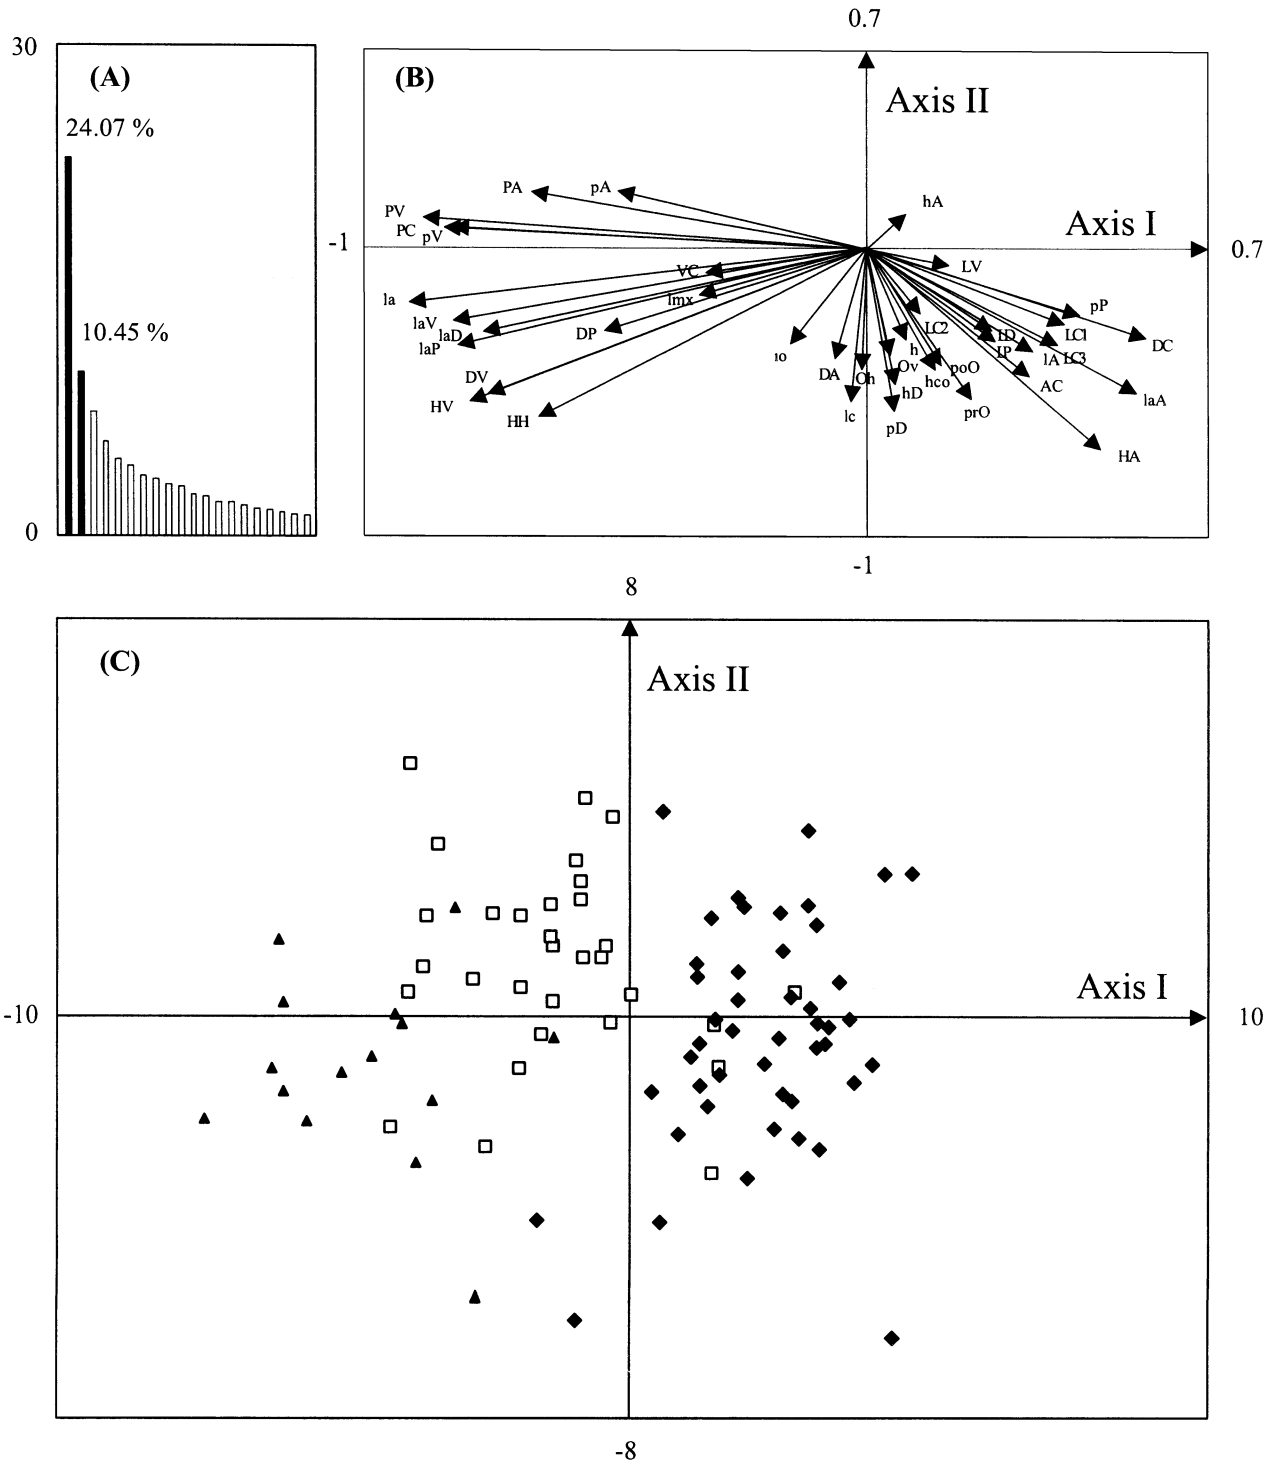 30
(A)
24.07 %
10.45 %
0
0.7
(B)
Axis II
Axis I
-1
0.7
-1
PA
pA
PV
PC
pV
hA
LV
VC
la
lmx
laV
laD
laP
DP
DV
HV
HH
pP
LC2
LD
LC1
DC
LP
lA
LC3
io
DA
Oh
h
Ov
poO
hco
hD
prO
AC
laA
lc
pD
HA
8
(C)
Axis II
Axis I
-10
10
-8